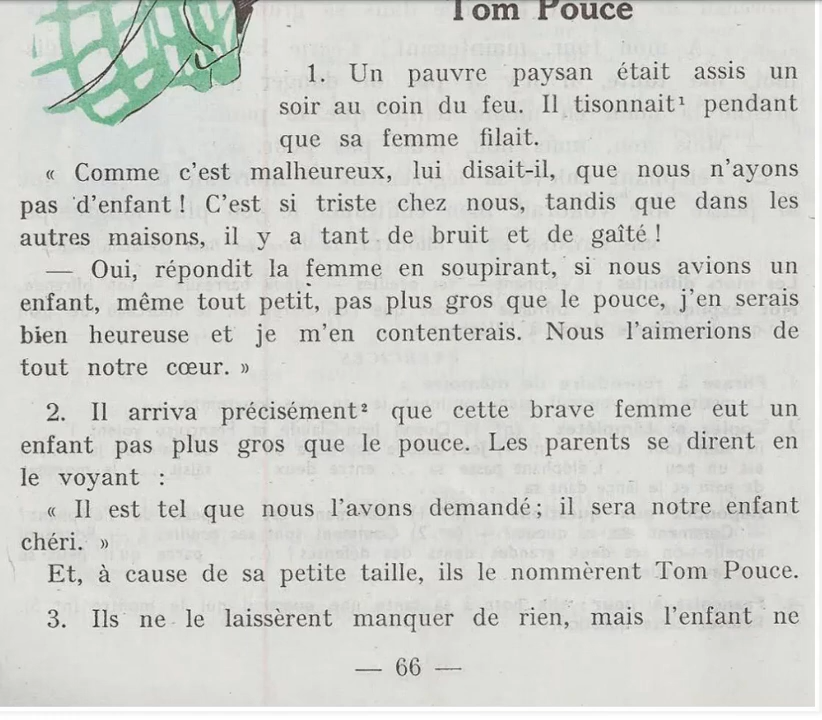 Tom Pouce
1. Un pauvre paysan était assis un
soir au coin du feu. Il tisonnait¹ pendant
que sa femme filait.
« Comme c'est malheureux, lui disait-il, que nous n'ayons
pas d'enfant ! C'est si triste chez nous, tandis que dans les
autres maisons, il y a tant de bruit et de gaîté !
— Oui, répondit la femme en soupirant, si nous avions un
enfant, même tout petit, pas plus gros que le pouce, j'en serais
bien heureuse et je m'en contenterais. Nous l'aimerions de
tout notre cœur. »
2. Il arriva précisément² que cette brave femme eut un
enfant pas plus gros que le pouce. Les parents se dirent en
le voyant :
« Il est tel que nous l'avons demandé ; il sera notre enfant
chéri. »
Et, à cause de sa petite taille, ils le nommèrent Tom Pouce.
3. Ils ne le laissèrent manquer de rien, mais l'enfant ne
— 66 —